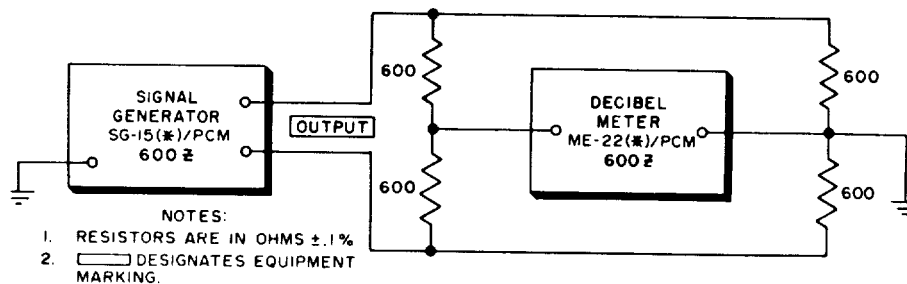 SIGNAL
GENERATOR
SG-15(*)/PCM
600 Z
OUTPUT
600
600
DECIBEL
METER
ME-22(*)/PCM
600 Z
600
600
NOTES:
1. RESISTORS ARE IN OHMS ±.1%
2. DESIGNATES EQUIPMENT
MARKING.